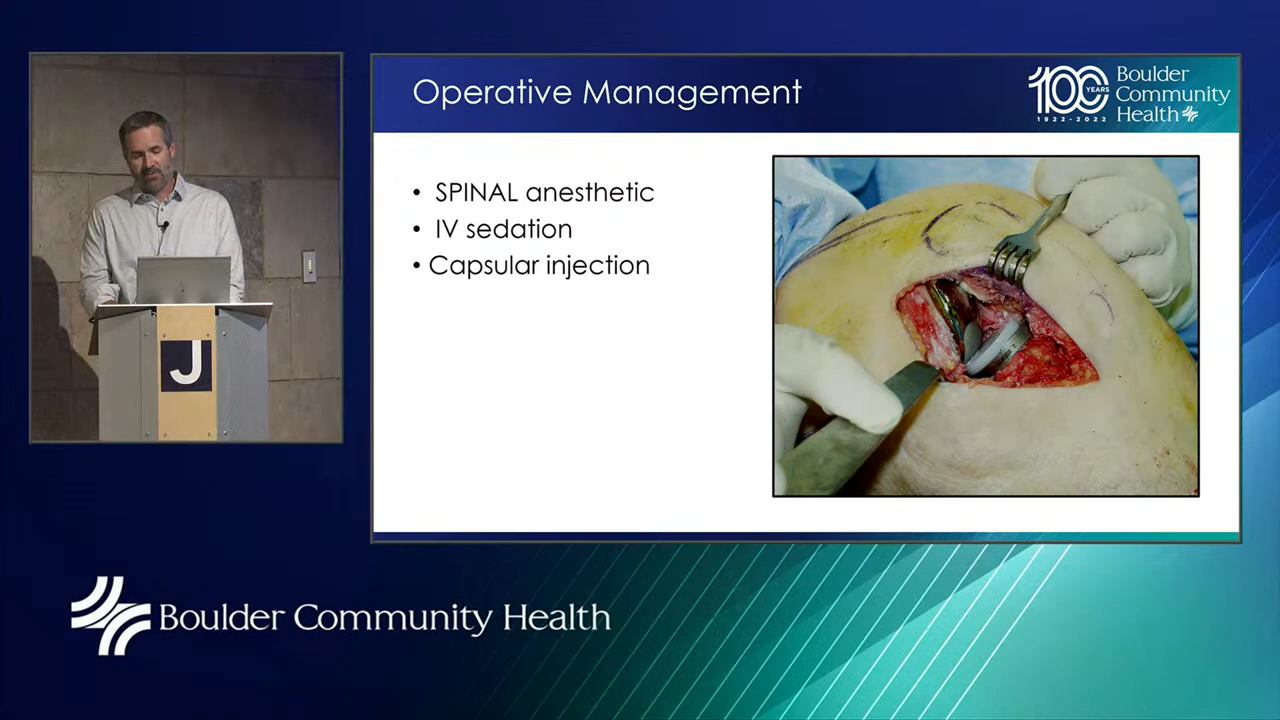 Operative Management
100
YEARS
1922-2022
Boulder
Community
Health
• SPINAL anesthetic
• IV sedation
• Capsular injection
J
Boulder Community Health